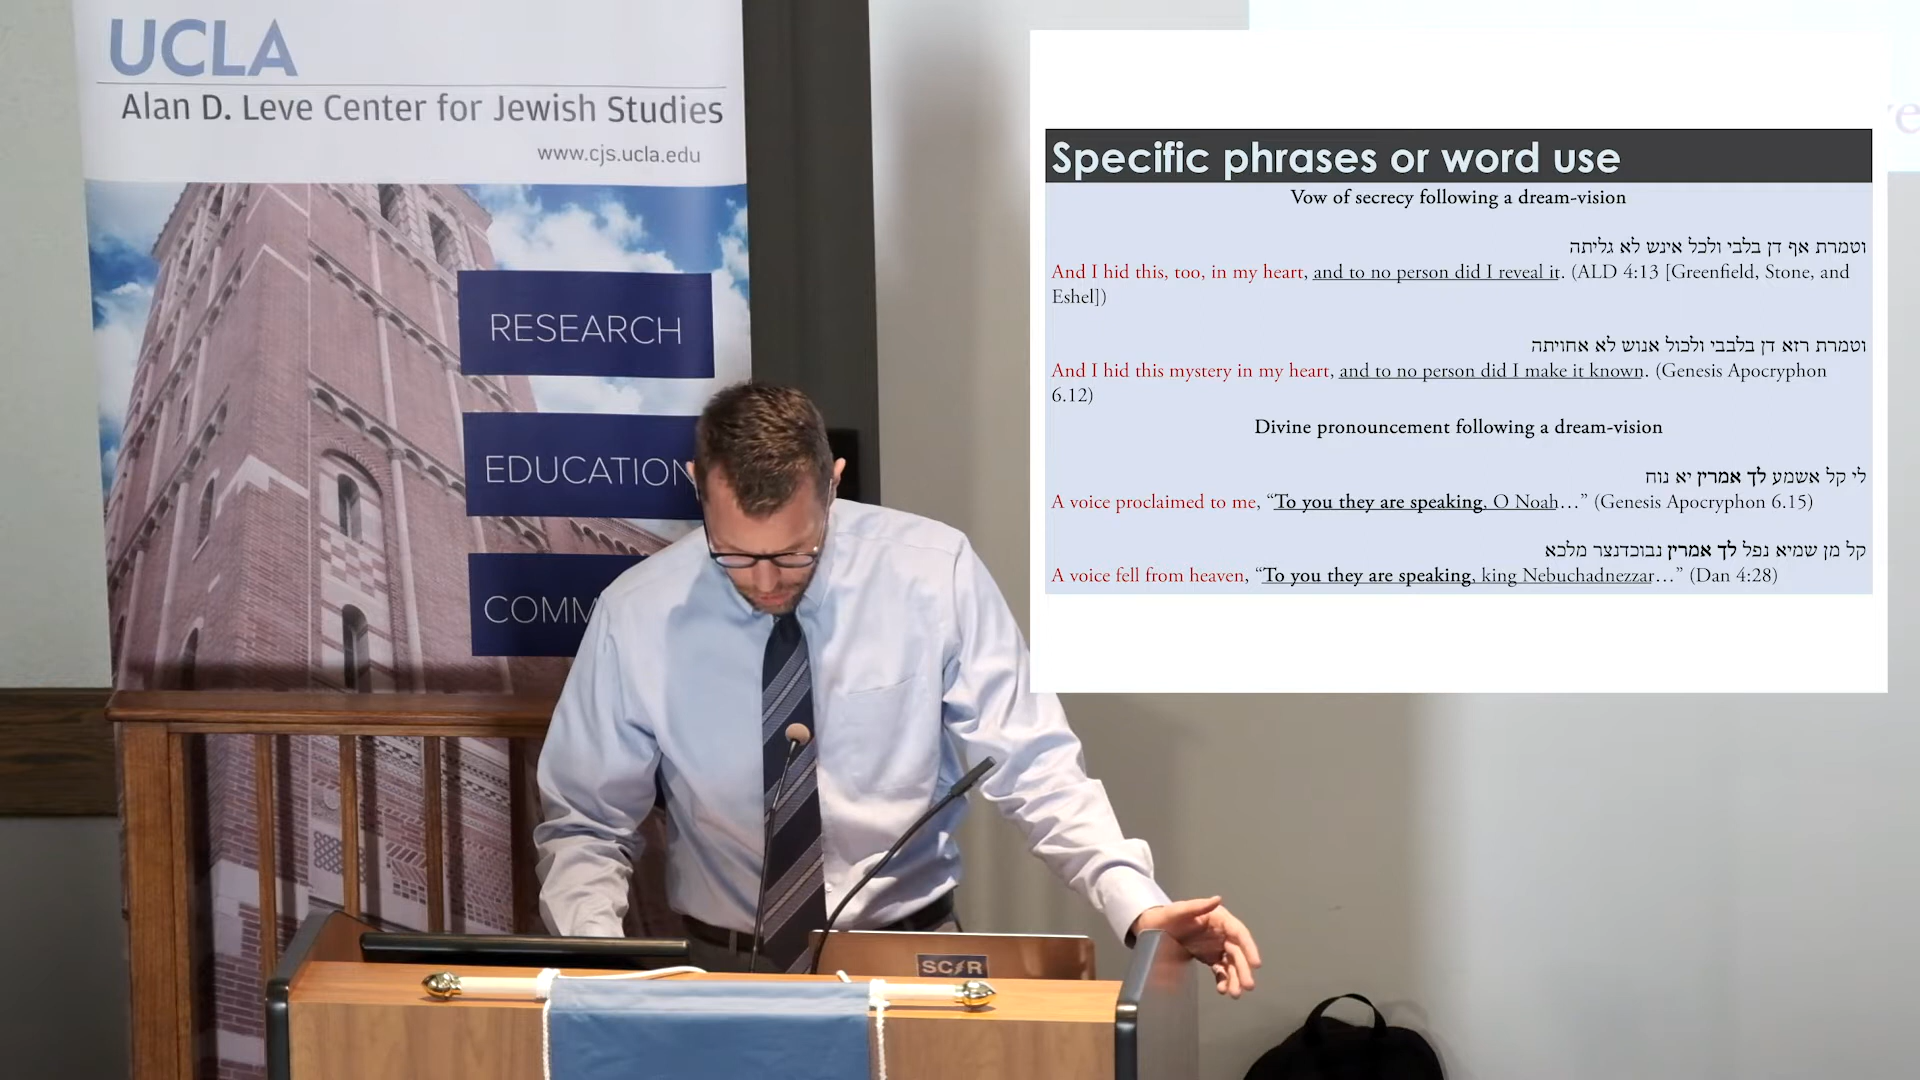 UCLA
Alan D. Leve Center for Jewish Studies
www.cjs.ucla.edu
RESEARCH
EDUCATION
COMM
SC R
Specific phrases or word use
Vow of secrecy following a dream-vision
וטמרת אף דן בלבי ולכל אינש לא גליתה
And I hid this, too, in my heart, and to no person did I reveal it. (ALD 4:13 [Greenfield, Stone, and
Eshel])
וטמרת רזא דן בלבבי ולכול אנוש לא אחויתה
And I hid this mystery in my heart, and to no person did I make it known. (Genesis Apocryphon
6.12)
Divine pronouncement following a dream-vision
לי קל אשמע לך אמרין יא נוח
A voice proclaimed to me, “To you they are speaking, O Noah…” (Genesis Apocryphon 6.15)
קל מן שמיא נפל לך אמרין נבוכדנצר מלכא
A voice fell from heaven, “To you they are speaking, king Nebuchadnezzar…” (Dan 4:28)